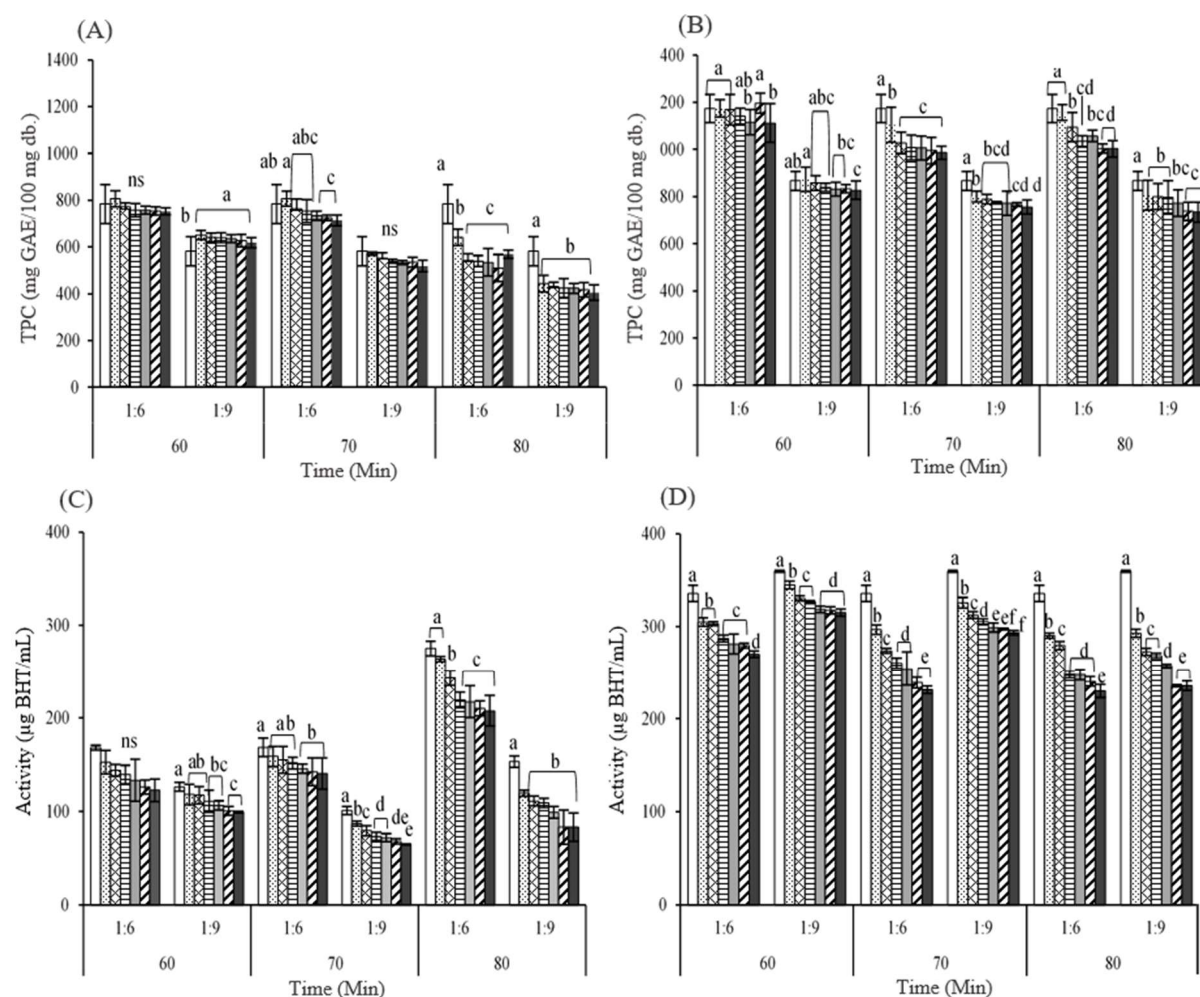 (A)
TPC (mg GAE/100 mg db.)
1400
1200
1000
800
600
400
200
0
ns
b
a
ab
a
abc
c
ns
a
b
c
a
b
1:6
1:9
1:6
1:9
1:6
1:9
60
70
80
Time (Min)
(B)
TPC (mg GAE/100 mg db.)
400
200
000
800
600
400
200
0
a
ab
b
a
b
ab
a
abc
bc
c
a
b
c
a
b
bcd
cd
d
a
b
cd
bc
d
a
b
bc
c
1:6
1:9
1:6
1:9
1:6
1:9
60
70
80
Time (Min)
(C)
Activity (µg BHT/mL)
400
300
200
100
0
ns
a
ab
bc
c
a
ab
b
a
b
c
d
de
e
a
b
c
a
b
1:6
1:9
1:6
1:9
1:6
1:9
60
70
80
Time (Min)
(D)
Activity (µg BHT/mL)
400
300
200
100
0
a
b
c
d
a
b
c
d
a
b
c
d
e
a
b
c
d
e
ef
f
a
b
c
d
e
a
b
c
d
e
1:6
1:9
1:6
1:9
1:6
1:9
60
70
80
Time (Min)